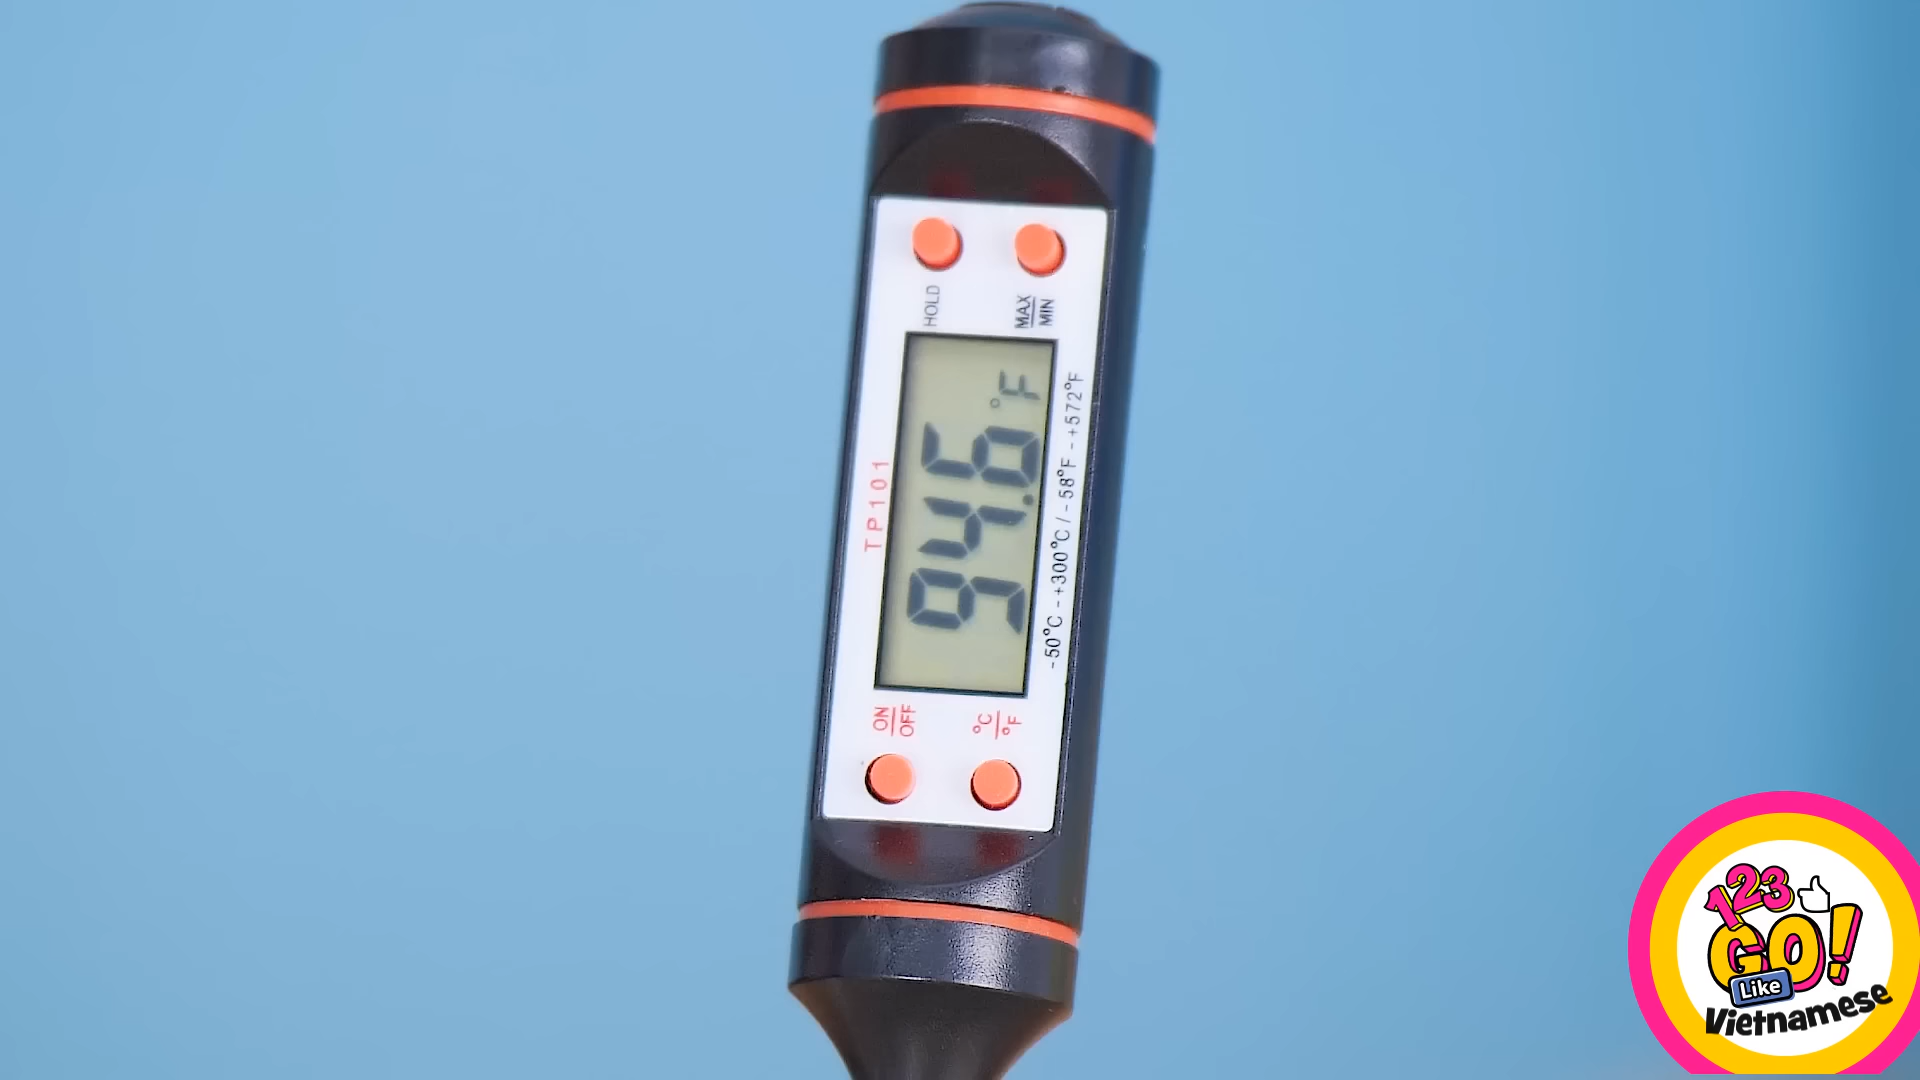 HOLD
MAX
MIN
TP101
94.6 °F
-50°C-+300°C/-58°F-+572°F
ON
OFF
°C
°F
123
GO!
Like
Vietnamese